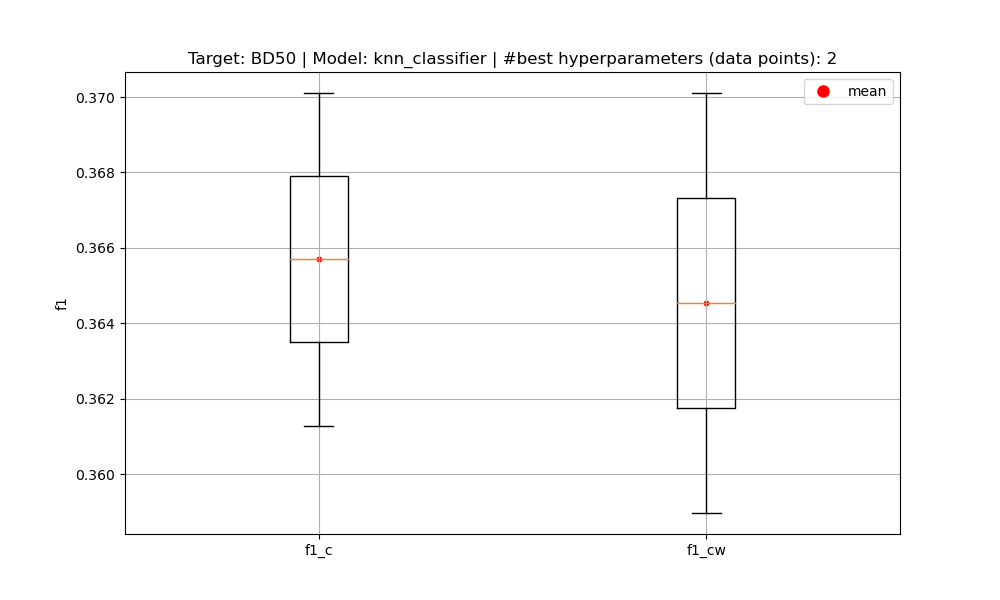 Target: BD50 | Model: knn_classifier | #best hyperparameters (data points): 2
mean
0.370
0.368
0.366
0.364
0.362
0.360
f1
f1_c
f1_cw